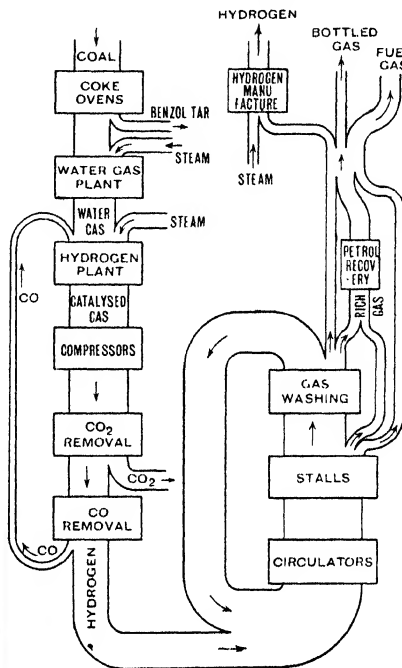 HYDROGEN
BOTTLED
GAS
FUE
GAS
COAL
COKE
OVENS
BENZOL TAR
STEAM
WATER GAS
PLANT
HYDROGEN
MANU
FACTURE
STEAM
WATER
GAS
STEAM
HYDROGEN
PLANT
CO
CATALYSED
GAS
COMPRESSORS
PETROL
RECOV
-ERY
RICH
GAS
GAS
WASHING
CO2
REMOVAL
CO2
STALLS
CO
REMOVAL
CO
CIRCULATORS
HYDROGEN